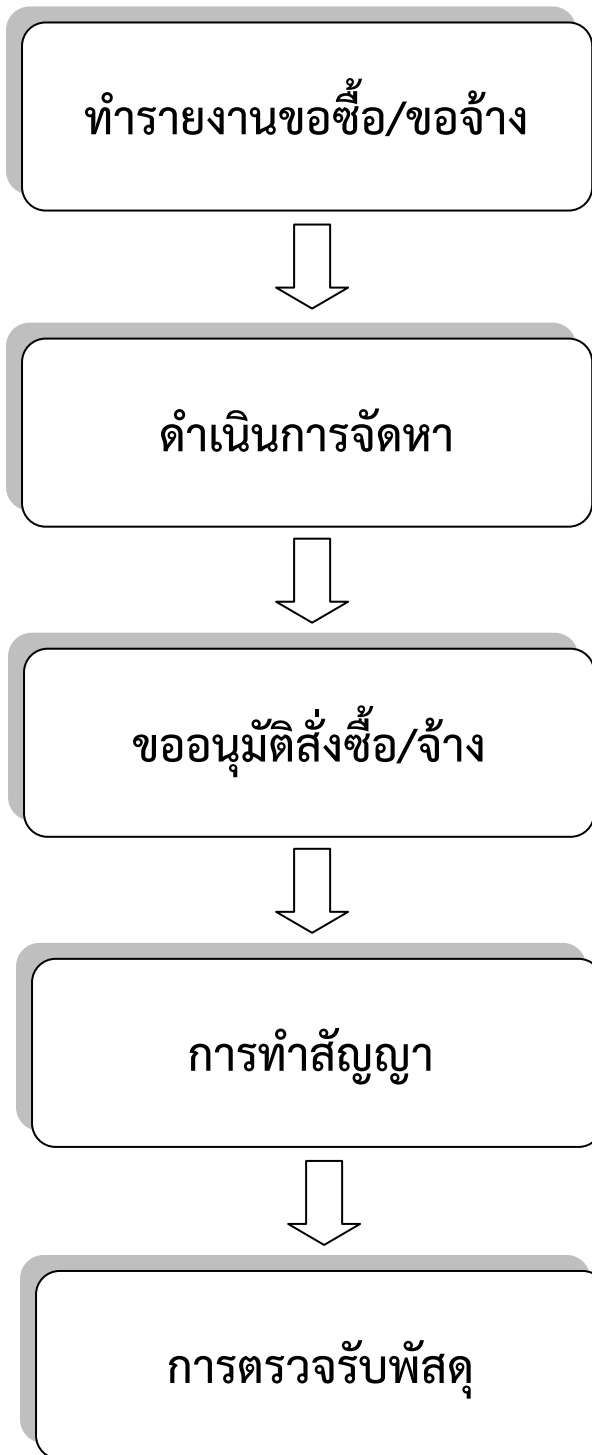 ทำรายงานขอซื้อ/ขอจ้าง
ดำเนินการจัดหา
ขออนุมัติสั่งซื้อ/จ้าง
การทำสัญญา
การตรวจรับพัสดุ